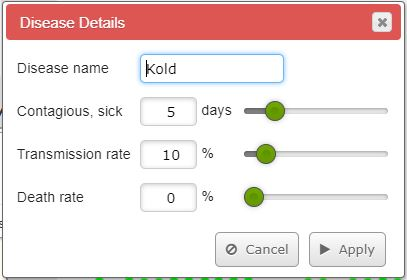 Disease Details
Disease name Kold
Contagious, sick 5 days
Transmission rate 10 %
Death rate 0 %
Cancel Apply